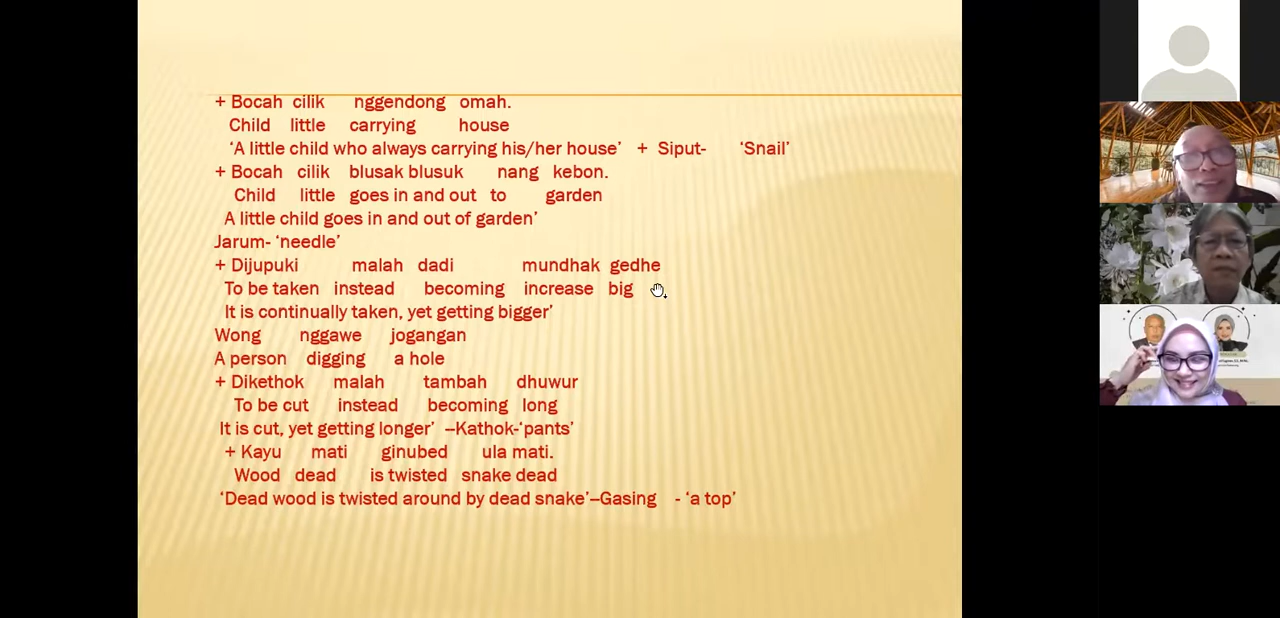 + Bocah cilik nggendong omah.
Child little carrying house
‘A little child who always carrying his/her house’ + Siput- ‘Snail’
+ Bocah cilik blusak blusuk nang kebon.
Child little goes in and out to garden
A little child goes in and out of garden’
Jarum- ‘needle’
+ Dijupuki malah dadi mundhak gedhe
To be taken instead becoming increase big
It is continually taken, yet getting bigger’
Wong nggawe jogangan
A person digging a hole
+ Dikethok malah tambah dhuwur
To be cut instead becoming long
It is cut, yet getting longer’ –Kathok-‘pants’
+ Kayu mati ginubed ula mati.
Wood dead is twisted snake dead
‘Dead wood is twisted around by dead snake’–Gasing - ‘a top’